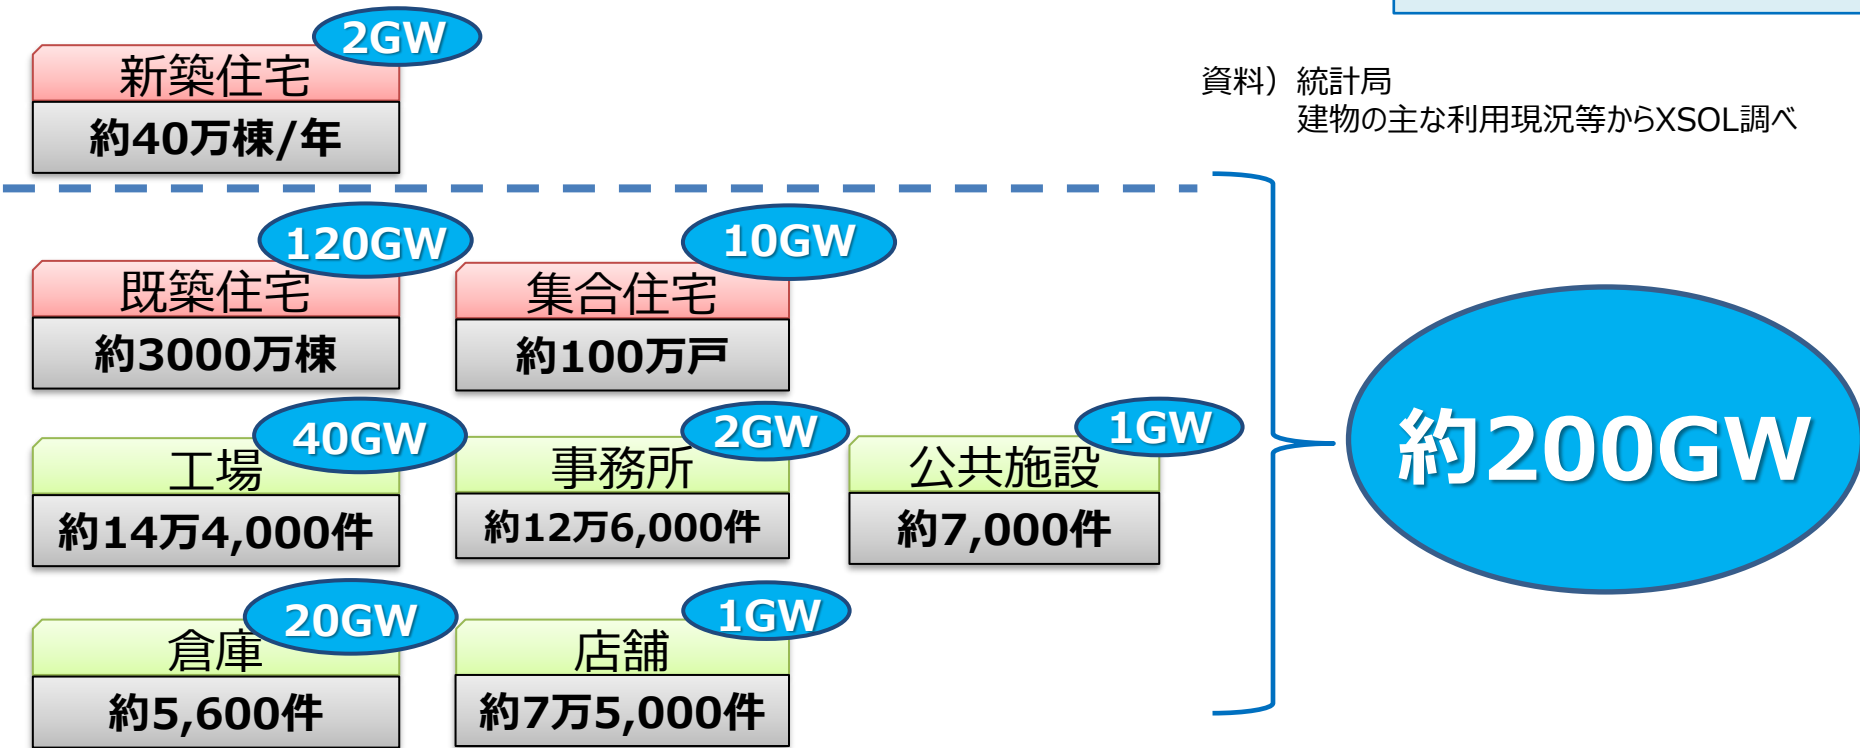 2GW
新築住宅
約40万棟/年
資料）統計局
建物の主な利用現況等からXSOL調べ
120GW
既築住宅
約3000万棟
10GW
集合住宅
約100万戸
40GW
工場
約14万4,000件
2GW
事務所
約12万6,000件
1GW
公共施設
約7,000件
20GW
倉庫
約5,600件
1GW
店舗
約7万5,000件
約200GW